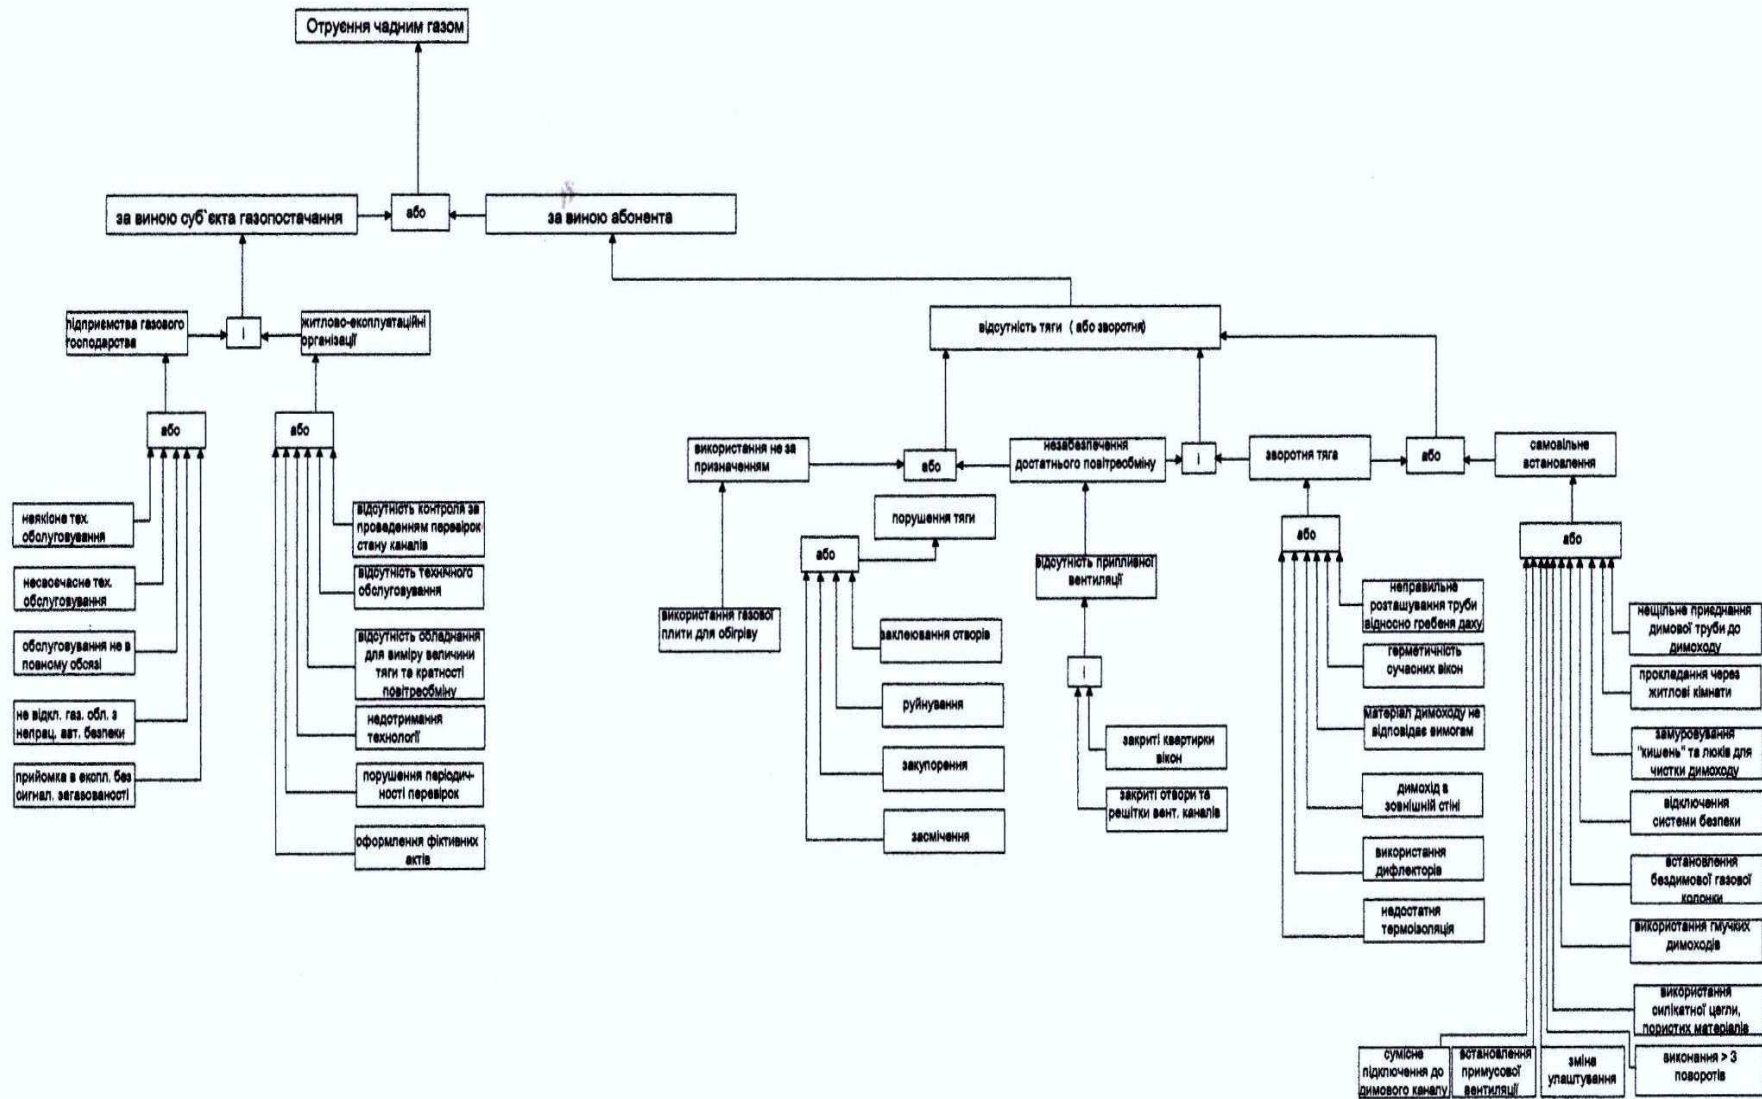 Отруєння чадним газом
за виною суб`єкта газопостачання
або
за виною абонента
підприємства газового
господарства
і
житлово-експлуатаційні
організації
відсутність тяги ( або зворотня)
або
або
використання не за
призначенням
або
незабезпечення
достатнього повітреобміну
і
зворотня тяга
або
самовільне
встановлення
неякісне тех.
обслуговування
несвоєчасне тех.
обслуговування
обслуговування не в
повному обсязі
не відкл. газ. обл. з
непрац. авт. безпеки
прийомка в експл. без
сигнал. загазованості
відсутність контроля за
проведенням перевірок
стану каналів
відсутність технічного
обслуговування
відсутність обладнання
для виміру величини
тяги та кратності
повітреобміну
недотримання
технології
порушення періодич-
ності перевірок
оформлення фіктивних
актів
використання газової
плити для обігріву
порушення тяги
або
заклеювання отворів
руйнування
закупорення
засмічення
відсутність припливної
вентиляції
і
закриті квартирки
вікон
закриті отвори та
решітки вент. каналів
або
неправильне
розташування труби
відносно гребеня даху
герметичність
сучасних вікон
матеріал димоходу не
відповідає вимогам
димохід в
зовнішній стіні
використання
дифлекторів
недостатня
термоізоляція
або
нещільне приєднання
димової труби до
димоходу
прокладання через
житлові кімнати
замуровування
"кишень" та люків для
чистки димоходу
відключення
системи безпеки
встановлення
бездимової газової
колонки
використання гмучких
димоходів
використання
силікатної цегли,
пористих матеріалів
сумісне
підключення до
димового каналу
встановлення
примусової
вентиляції
зміна
улаштування
виконання > 3
поворотів